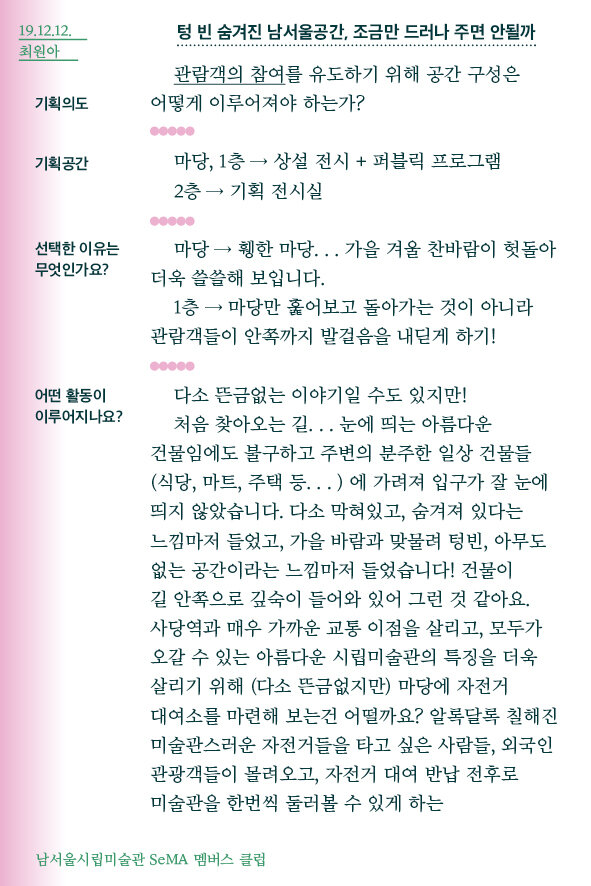 19.12.12.
최원아
텅 빈 숨겨진 남서울공간, 조금만 드러나 주면 안될까
기획의도
관람객의 참여를 유도하기 위해 공간 구성은
어떻게 이루어져야 하는가?
기획공간
마당, 1층 → 상설 전시 + 퍼블릭 프로그램
2층 → 기획 전시실
선택한 이유는
무엇인가요?
마당 → 휑한 마당. . . 가을 겨울 찬바람이 헛돌아
더욱 쓸쓸해 보입니다.
1층 → 마당만 훑어보고 돌아가는 것이 아니라
관람객들이 안쪽까지 발걸음을 내딛게 하기!
어떤 활동이
이루어지나요?
다소 뜬금없는 이야기일 수도 있지만!
처음 찾아오는 길. . . 눈에 띄는 아름다운
건물임에도 불구하고 주변의 분주한 일상 건물들
(식당, 마트, 주택 등. . . ) 에 가려져 입구가 잘 눈에
띄지 않았습니다. 다소 막혀있고, 숨겨져 있다는
느낌마저 들었고, 가을 바람과 맞물려 텅빈, 아무도
없는 공간이라는 느낌마저 들었습니다! 건물이
길 안쪽으로 깊숙이 들어와 있어 그런 것 같아요.
사당역과 매우 가까운 교통 이점을 살리고, 모두가
오갈 수 있는 아름다운 시립미술관의 특징을 더욱
살리기 위해 (다소 뜬금없지만) 마당에 자전거
대여소를 마련해 보는건 어떨까요? 알록달록 칠해진
미술관스러운 자전거들을 타고 싶은 사람들, 외국인
관광객들이 몰려오고, 자전거 대여 반납 전후로
미술관을 한번씩 둘러볼 수 있게 하는
남서울시립미술관 SeMA 멤버스 클럽